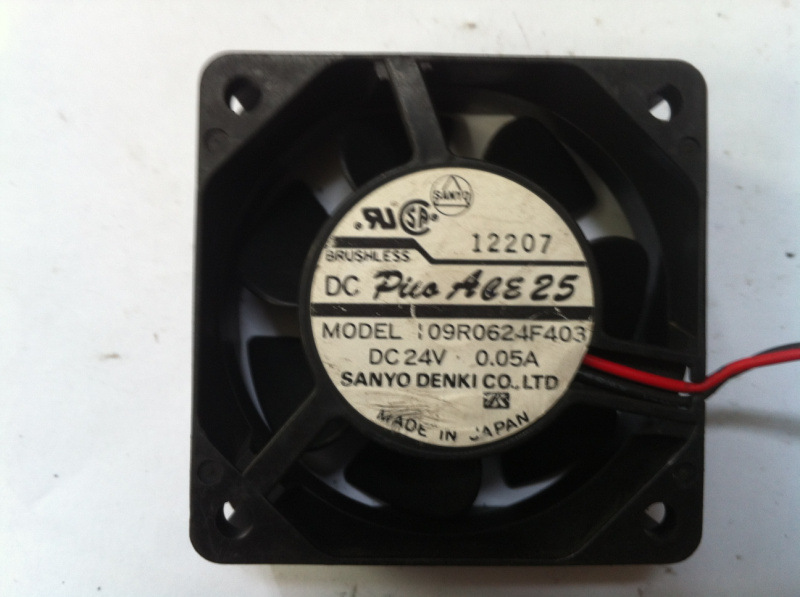 SANYO
12207
BRUSHLESS
DC Pico ACE 25
MODEL : 09R0624F403
DC 24V · 0.05A
SANYO DENKI CO., LTD
MADE IN JAPAN